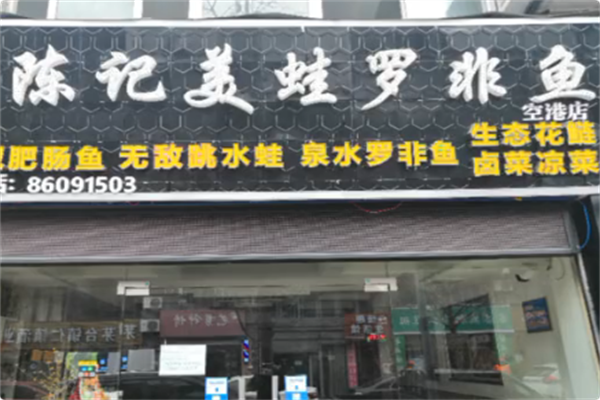 陈记美蛙罗非鱼
空港店
肥肠鱼 无敌跳水蛙 泉水罗非鱼
生态花鲢
卤菜凉菜
话: 86091503